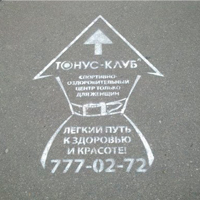 ТОНУС-КЛУБ®
СПОРТИВНО-
ОЗДОРОВИТЕЛЬНЫЙ
ЦЕНТР ТОЛЬКО
ДЛЯ ЖЕНЩИН
ЛЕГКИЙ ПУТЬ
К ЗДОРОВЬЮ
И КРАСОТЕ!
777-02-72